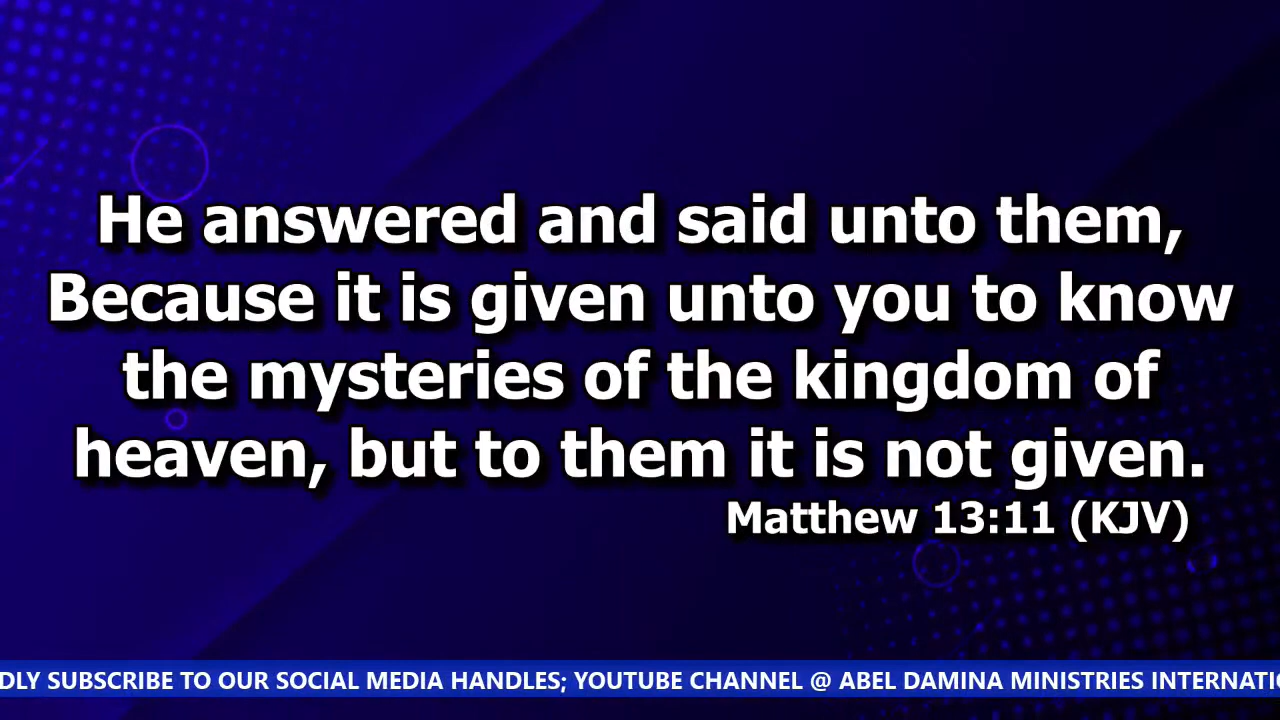 He answered and said unto them,
Because it is given unto you to know
the mysteries of the kingdom of
heaven, but to them it is not given.
Matthew 13:11 (KJV)
DLY SUBSCRIBE TO OUR SOCIAL MEDIA HANDLES; YOUTUBE CHANNEL @ ABEL DAMINA MINISTRIES INTERNATI